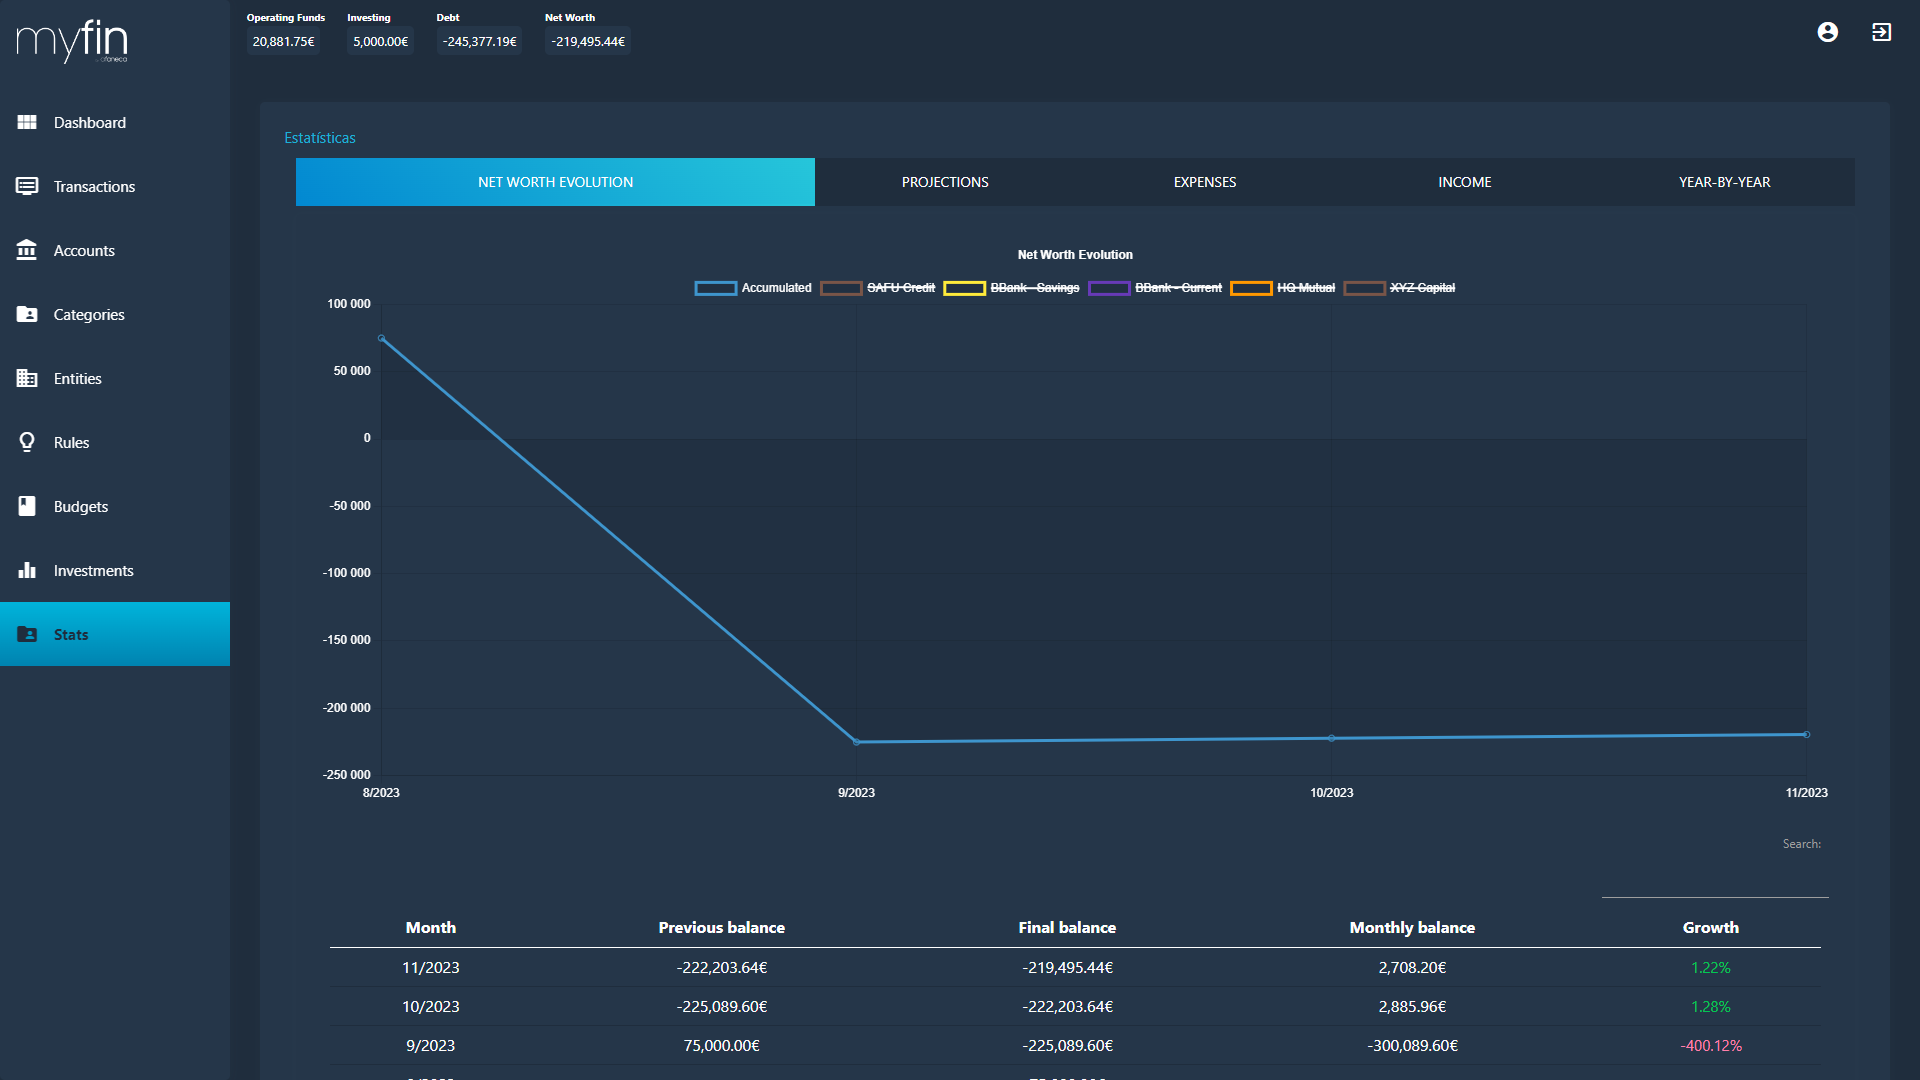 myfin
by afaneca
Operating Funds Investing Debt Net Worth
20,881.75€ 5,000.00€ -245,377.19€ -219,495.44€
Dashboard
Transactions
Accounts
Categories
Entities
Rules
Budgets
Investments
Stats
Estatísticas
NET WORTH EVOLUTION PROJECTIONS EXPENSES INCOME YEAR-BY-YEAR
Net Worth Evolution
Accumulated SAFU Credit BBank - Savings BBank - Current HQ Mutual XYZ Capital
100 000
50 000
0
-50 000
-100 000
-150 000
-200 000
-250 000
8/2023 9/2023 10/2023 11/2023
Search:
Month Previous balance Final balance Monthly balance Growth
11/2023 -222,203.64€ -219,495.44€ 2,708.20€ 1.22%
10/2023 -225,089.60€ -222,203.64€ 2,885.96€ 1.28%
9/2023 75,000.00€ -225,089.60€ -300,089.60€ -400.12%